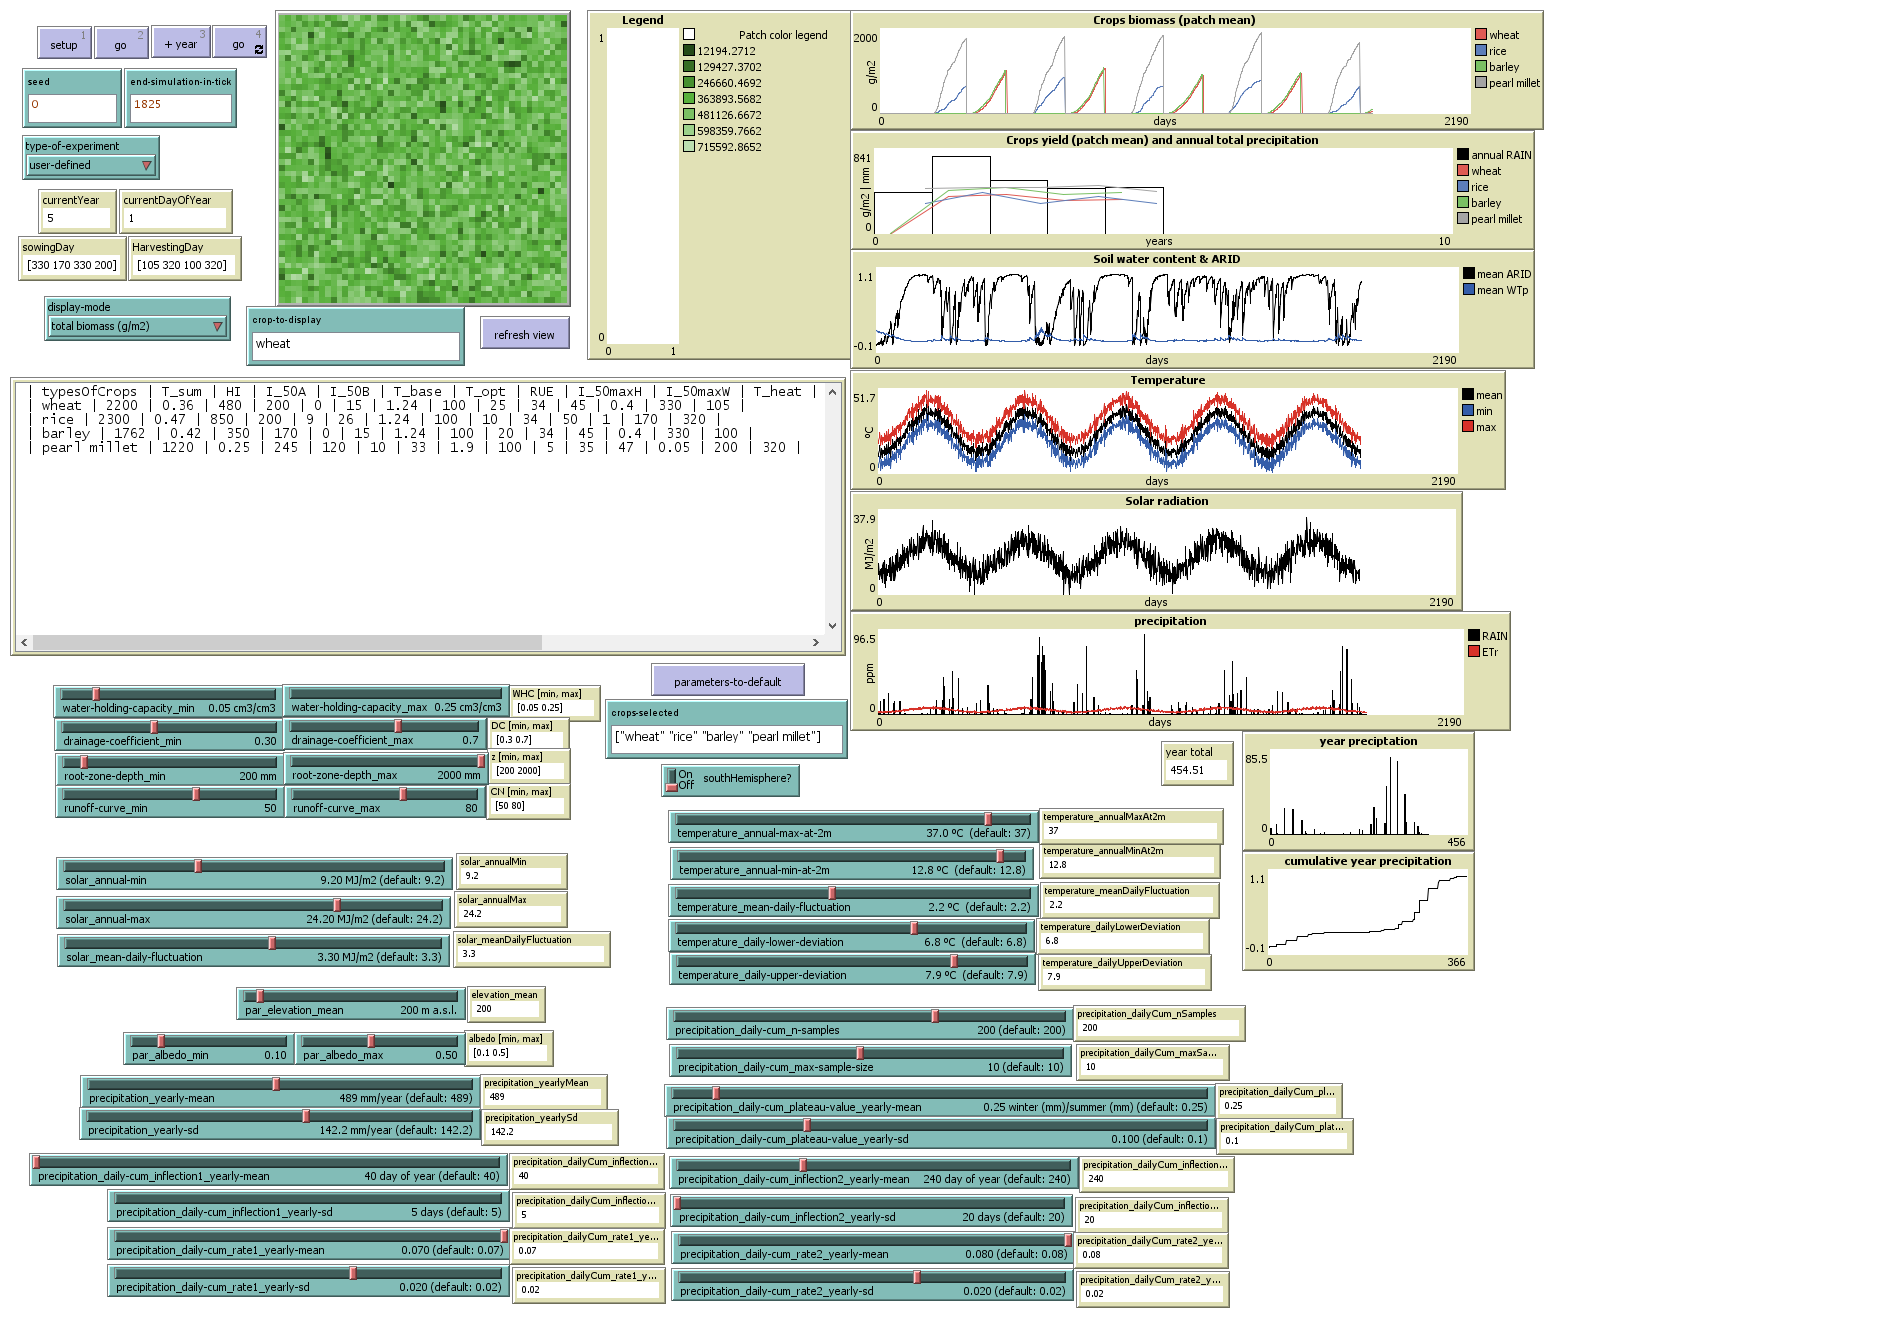 1
setup
2
go
3
+ year
4
go
seed
0
end-simulation-in-tick
1825
type-of-experiment
user-defined
currentYear
5
currentDayOfYear
1
sowingDay
[330 170 330 200]
HarvestingDay
[105 320 100 320]
display-mode
total biomass (g/m2)
crop-to-display
wheat
refresh view
Legend
1
0
0
1
Patch color legend
12194.2712
129427.3702
246660.4692
363893.5682
481126.6672
598359.7662
715592.8652
| typesOfCrops | T_sum | HI | I_50A | I_50B | T_base | T_opt | RUE | I_50maxH | I_50maxW | T_heat |
| wheat | 2200 | 0.36 | 480 | 200 | 0 | 15 | 1.24 | 100 | 25 | 34 | 45 | 0.4 | 330 | 105 |
| rice | 2300 | 0.47 | 850 | 200 | 9 | 26 | 1.24 | 100 | 10 | 34 | 50 | 1 | 170 | 320 |
| barley | 1762 | 0.42 | 350 | 170 | 0 | 15 | 1.24 | 100 | 20 | 34 | 45 | 0.4 | 330 | 100 |
| pearl millet | 1220 | 0.25 | 245 | 120 | 10 | 33 | 1.9 | 100 | 5 | 35 | 47 | 0.05 | 200 | 320 |
Crops biomass (patch mean)
2000
g/m2
0
0
days
2190
wheat
rice
barley
pearl millet
Crops yield (patch mean) and annual total precipitation
841
g/m2 | mm
0
0
years
10
annual RAIN
wheat
rice
barley
pearl millet
Soil water content & ARID
1.1
-0.1
0
days
2190
mean ARID
mean WTp
Temperature
51.7
ºC
0
0
days
2190
mean
min
max
Solar radiation
37.9
MJ/m2
0
0
days
2190
precipitation
96.5
ppm
0
0
days
2190
RAIN
ETr
year total
454.51
year preciptation
85.5
0
0
456
cumulative year precipitation
1.1
-0.1
0
366
parameters-to-default
crops-selected
["wheat" "rice" "barley" "pearl millet"]
On
Off
southHemisphere?
water-holding-capacity_min 0.05 cm3/cm3
water-holding-capacity_max 0.25 cm3/cm3
WHC [min, max]
[0.05 0.25]
drainage-coefficient_min 0.30
drainage-coefficient_max 0.7
DC [min, max]
[0.3 0.7]
root-zone-depth_min 200 mm
root-zone-depth_max 2000 mm
z [min, max]
[200 2000]
runoff-curve_min 50
runoff-curve_max 80
CN [min, max]
[50 80]
solar_annual-min 9.20 MJ/m2 (default: 9.2)
solar_annualMin
9.2
solar_annual-max 24.20 MJ/m2 (default: 24.2)
solar_annualMax
24.2
solar_mean-daily-fluctuation 3.30 MJ/m2 (default: 3.3)
solar_meanDailyFluctuation
3.3
par_elevation_mean 200 m a.s.l.
elevation_mean
200
par_albedo_min 0.10
par_albedo_max 0.50
albedo [min, max]
[0.1 0.5]
temperature_annual-max-at-2m 37.0 ºC (default: 37)
temperature_annualMaxAt2m
37
temperature_annual-min-at-2m 12.8 ºC (default: 12.8)
temperature_annualMinAt2m
12.8
temperature_mean-daily-fluctuation 2.2 ºC (default: 2.2)
temperature_meanDailyFluctuation
2.2
temperature_daily-lower-deviation 6.8 ºC (default: 6.8)
temperature_dailyLowerDeviation
6.8
temperature_daily-upper-deviation 7.9 ºC (default: 7.9)
temperature_dailyUpperDeviation
7.9
precipitation_yearly-mean 489 mm/year (default: 489)
precipitation_yearlyMean
489
precipitation_yearly-sd 142.2 mm/year (default: 142.2)
precipitation_yearlySd
142.2
precipitation_daily-cum_n-samples 200 (default: 200)
precipitation_dailyCum_nSamples
200
precipitation_daily-cum_max-sample-size 10 (default: 10)
precipitation_dailyCum_maxSa...
10
precipitation_daily-cum_plateau-value_yearly-mean 0.25 winter (mm)/summer (mm) (default: 0.25)
precipitation_dailyCum_pl...
0.25
precipitation_daily-cum_plateau-value_yearly-sd 0.100 (default: 0.1)
precipitation_dailyCum_plat...
0.1
precipitation_daily-cum_inflection1_yearly-mean 40 day of year (default: 40)
precipitation_dailyCum_inflection...
40
precipitation_daily-cum_inflection2_yearly-mean 240 day of year (default: 240)
precipitation_dailyCum_inflection...
240
precipitation_daily-cum_inflection1_yearly-sd 5 days (default: 5)
precipitation_dailyCum_inflectio...
5
precipitation_daily-cum_inflection2_yearly-sd 20 days (default: 20)
precipitation_dailyCum_inflectio...
20
precipitation_daily-cum_rate1_yearly-mean 0.070 (default: 0.07)
precipitation_dailyCum_rate1_ye...
0.07
precipitation_daily-cum_rate2_yearly-mean 0.080 (default: 0.08)
precipitation_dailyCum_rate2_ye...
0.08
precipitation_daily-cum_rate1_yearly-sd 0.020 (default: 0.02)
precipitation_dailyCum_rate1_y...
0.02
precipitation_daily-cum_rate2_yearly-sd 0.020 (default: 0.02)
precipitation_dailyCum_rate2_y...
0.02